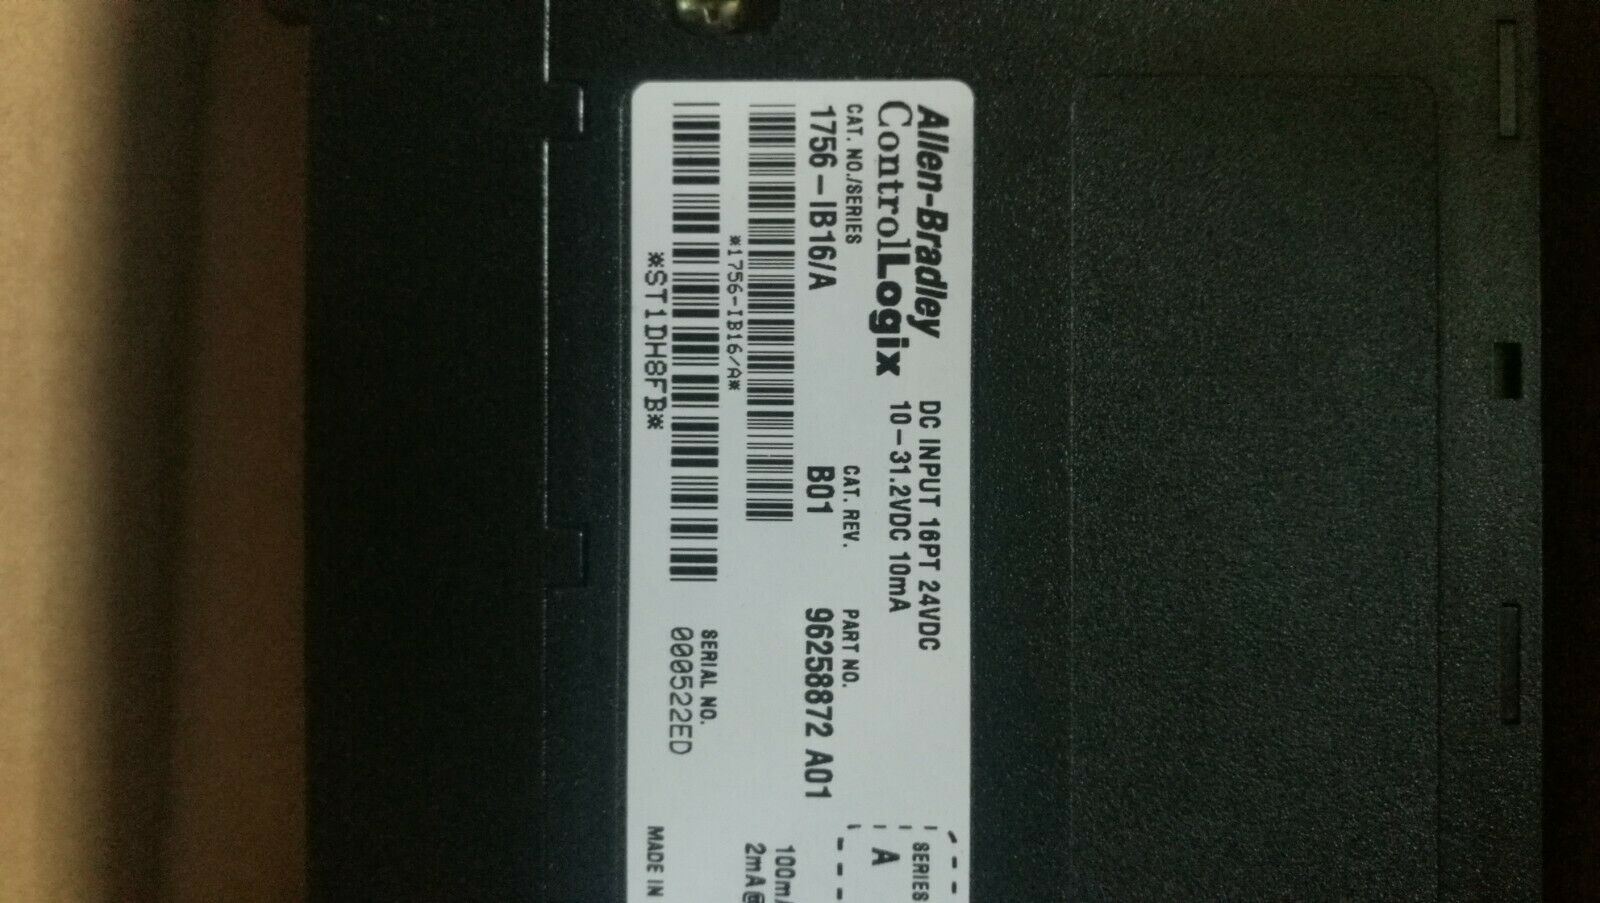 Allen-Bradley
ControlLogix
DC INPUT 16PT 24VDC
10-31.2VDC 10mA
CAT. NO./SERIES
1756-IB16/A
CAT. REV.
B01
PART NO.
96258872 A01
SERIES
A
*1756-IB16/A*
*ST1DH8FB*
SERIAL NO.
000522ED
2mA@
MADE IN